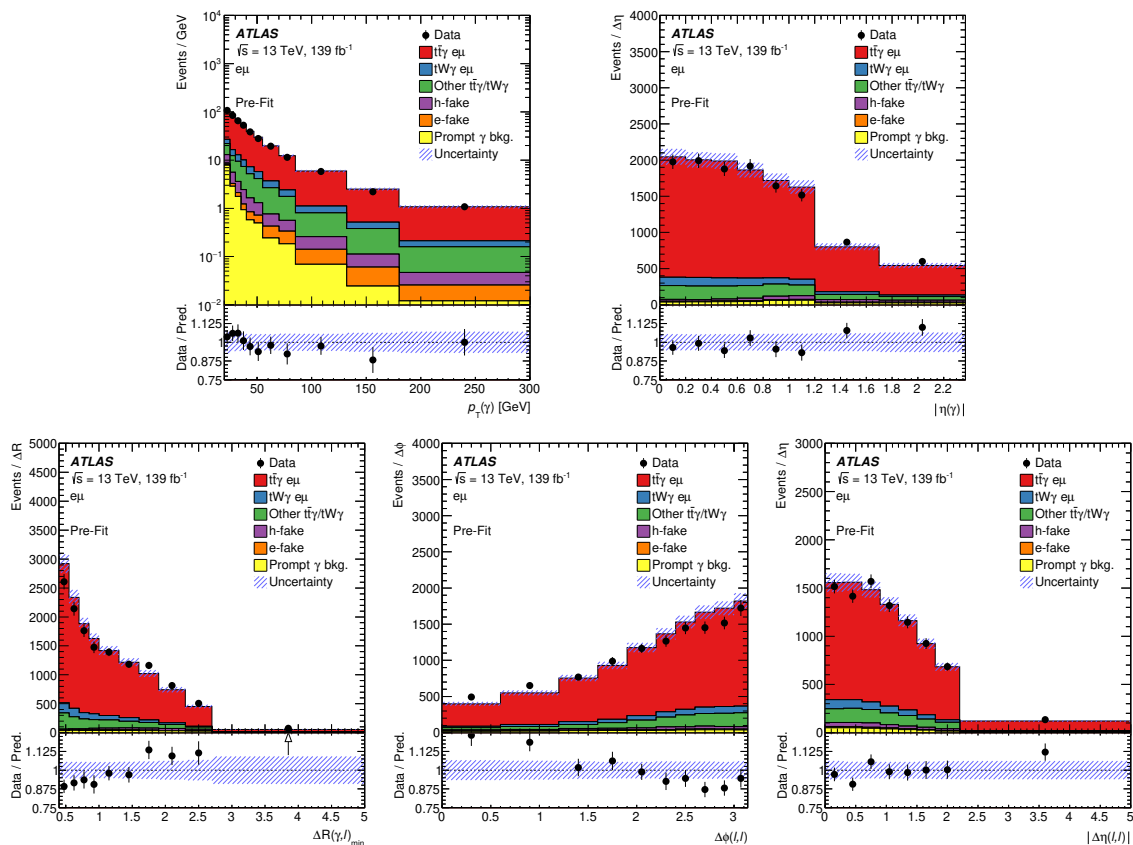 Events / GeV
10⁴
10³
10²
10
1
10⁻¹
10⁻²
ATLAS
√s = 13 TeV, 139 fb⁻¹
eμ
Pre-Fit
Data
tt̄γ eμ
tWγ eμ
Other tt̄γ/tWγ
h-fake
e-fake
Prompt γ bkg.
Uncertainty
Data / Pred.
1.125
1
0.875
0.75
50 100 150 200 250 300
p_T(γ) [GeV]
Events / Δη
4000
3500
3000
2500
2000
1500
1000
500
0
ATLAS
√s = 13 TeV, 139 fb⁻¹
eμ
Pre-Fit
Data
tt̄γ eμ
tWγ eμ
Other tt̄γ/tWγ
h-fake
e-fake
Prompt γ bkg.
Uncertainty
Data / Pred.
1.125
1
0.875
0.75
0 0.2 0.4 0.6 0.8 1 1.2 1.4 1.6 1.8 2 2.2
|η(γ)|
Events / ΔR
5000
4500
4000
3500
3000
2500
2000
1500
1000
500
0
ATLAS
√s = 13 TeV, 139 fb⁻¹
eμ
Pre-Fit
Data
tt̄γ eμ
tWγ eμ
Other tt̄γ/tWγ
h-fake
e-fake
Prompt γ bkg.
Uncertainty
Data / Pred.
1.125
1
0.875
0.75
0.5 1 1.5 2 2.5 3 3.5 4 4.5 5
ΔR(γ,l)_min
Events / Δϕ
4000
3500
3000
2500
2000
1500
1000
500
0
ATLAS
√s = 13 TeV, 139 fb⁻¹
eμ
Pre-Fit
Data
tt̄γ eμ
tWγ eμ
Other tt̄γ/tWγ
h-fake
e-fake
Prompt γ bkg.
Uncertainty
Data / Pred.
1.125
1
0.875
0.75
0 0.5 1 1.5 2 2.5 3
Δϕ(l,l)
Events / Δη
3000
2500
2000
1500
1000
500
0
ATLAS
√s = 13 TeV, 139 fb⁻¹
eμ
Pre-Fit
Data
tt̄γ eμ
tWγ eμ
Other tt̄γ/tWγ
h-fake
e-fake
Prompt γ bkg.
Uncertainty
Data / Pred.
1.125
1
0.875
0.75
0 0.5 1 1.5 2 2.5 3 3.5 4 4.5 5
|Δη(l,l)|